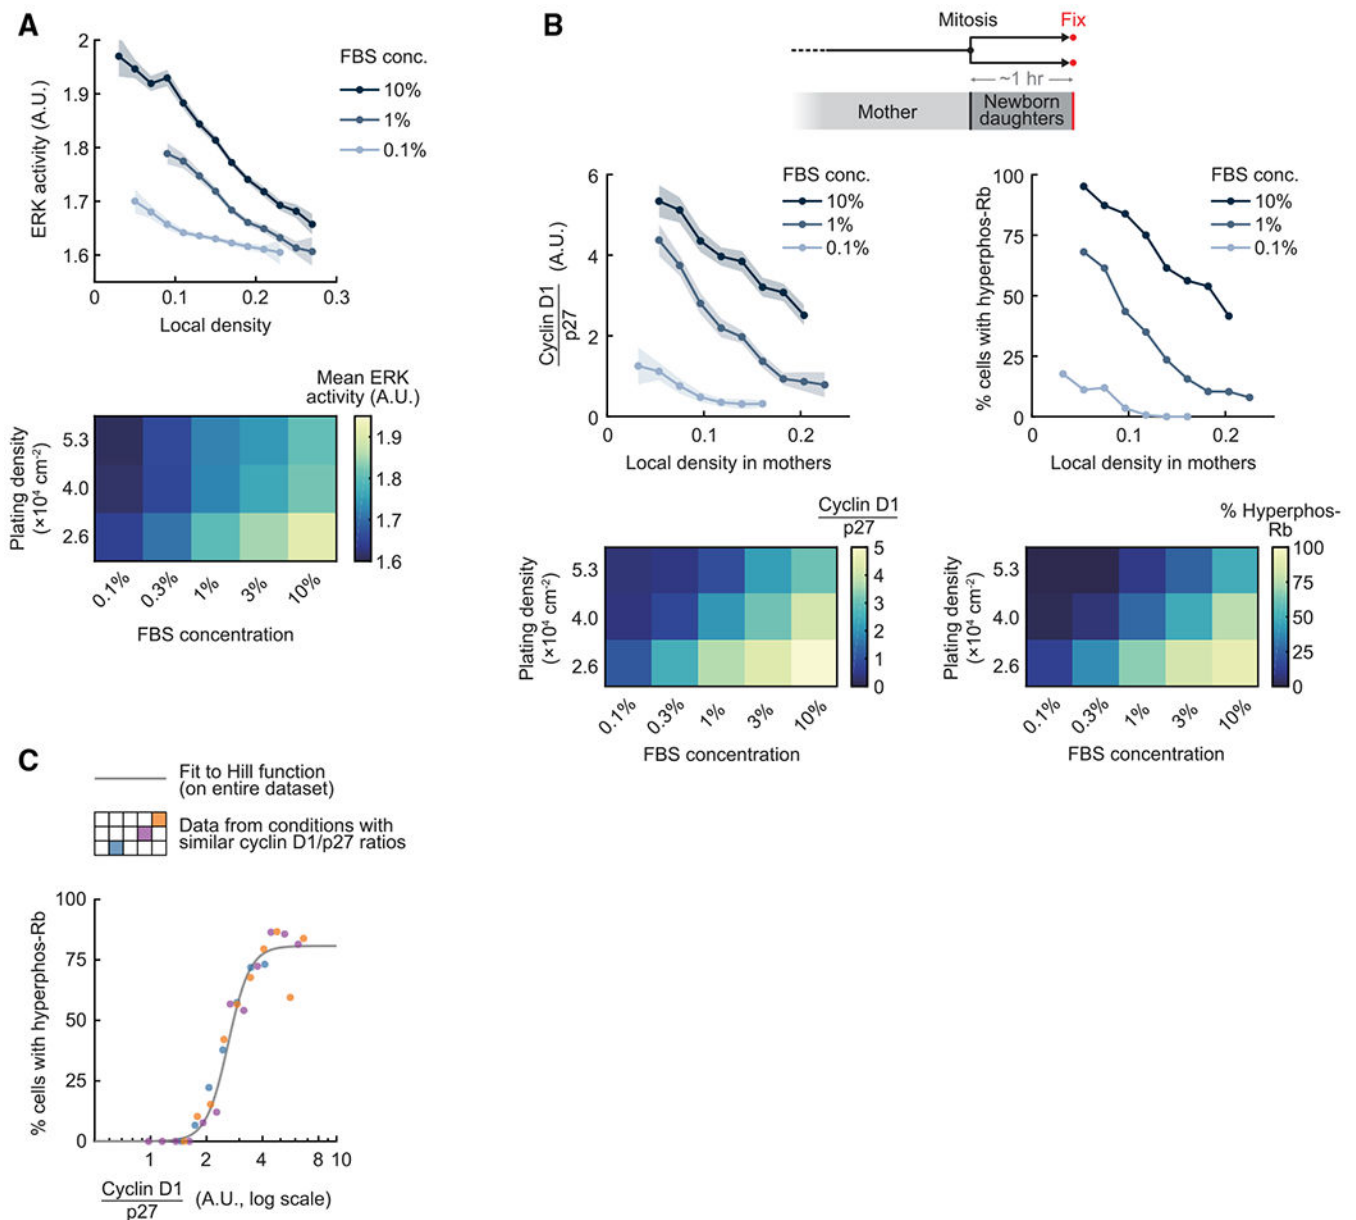 A
2
1.9
1.8
1.7
1.6
0
0.1
0.2
0.3
ERK activity (A.U.)
Local density
FBS conc.
10%
1%
0.1%
Mean ERK
activity (A.U.)
5.3
4.0
2.6
Plating density
(×10⁴ cm⁻²)
1.9
1.8
1.7
1.6
0.1%
0.3%
1%
3%
10%
FBS concentration
B
Mitosis
Fix
~1 hr
Mother
Newborn
daughters
6
4
2
0
0
0.1
0.2
Cyclin D1
p27
(A.U.)
Local density in mothers
FBS conc.
10%
1%
0.1%
100
75
50
25
0
0
0.1
0.2
% cells with hyperphos-Rb
Local density in mothers
FBS conc.
10%
1%
0.1%
Cyclin D1
p27
5.3
4.0
2.6
Plating density
(×10⁴ cm⁻²)
5
4
3
2
1
0
0.1%
0.3%
1%
3%
10%
FBS concentration
% Hyperphos-
Rb
5.3
4.0
2.6
Plating density
(×10⁴ cm⁻²)
100
75
50
25
0
0.1%
0.3%
1%
3%
10%
FBS concentration
C
Fit to Hill function
(on entire dataset)
Data from conditions with
similar cyclin D1/p27 ratios
100
75
50
25
0
% cells with hyperphos-Rb
1
2
4
8
10
Cyclin D1
p27
(A.U., log scale)